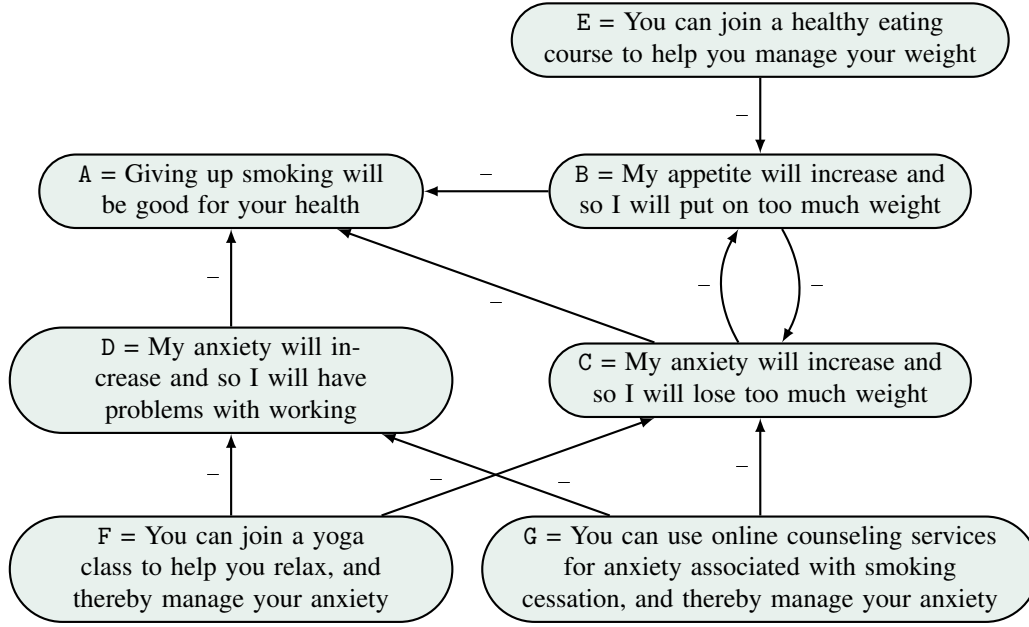 E = You can join a healthy eating
course to help you manage your weight
–
A = Giving up smoking will
be good for your health
–
B = My appetite will increase and
so I will put on too much weight
–
–
–
–
D = My anxiety will in-
crease and so I will have
problems with working
C = My anxiety will increase and
so I will lose too much weight
–
–
–
–
F = You can join a yoga
class to help you relax, and
thereby manage your anxiety
G = You can use online counseling services
for anxiety associated with smoking
cessation, and thereby manage your anxiety